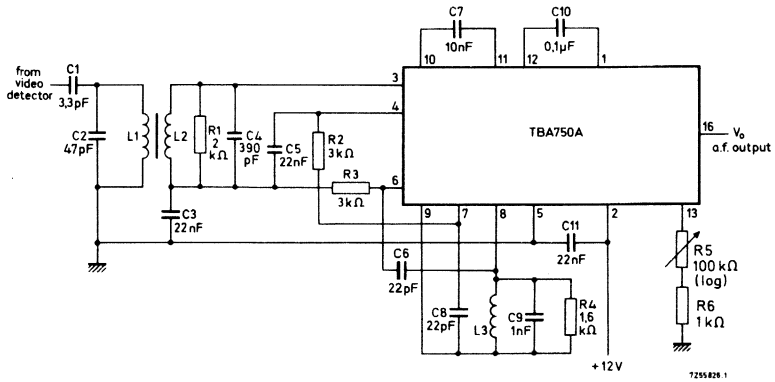 C7
10nF
C10
0,1µF
from
video
detector
C1
3,3pF
10
11
12
1
3
4
6
TBA750A
16
V₀
a.f. output
C2
47pF
L1
L2
R1
2
kΩ
C4
390
pF
C5
22nF
R2
3kΩ
R3
3kΩ
9
7
8
5
2
13
C3
22nF
C11
22nF
C6
22pF
C8
22pF
L3
C9
1nF
R4
1,6
kΩ
R5
100kΩ
(log)
R6
1kΩ
+12V
7Z55826.1